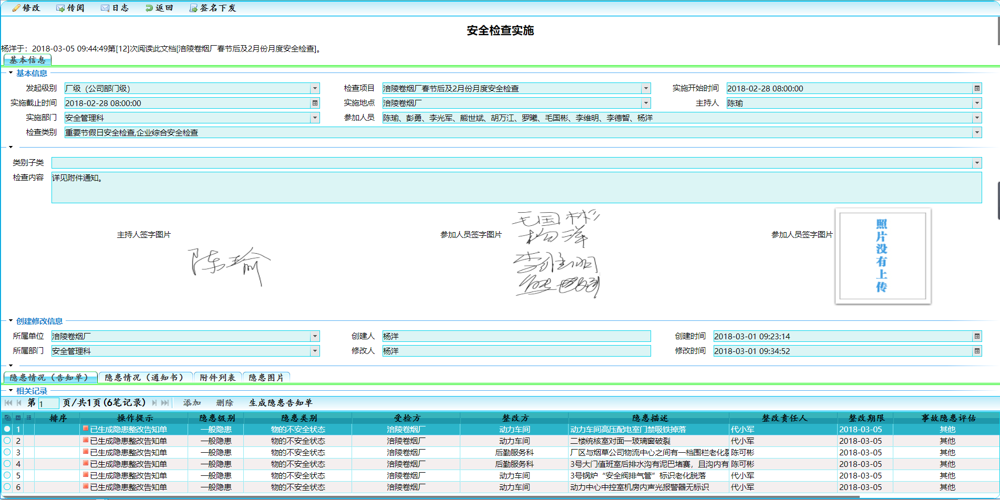 修改 传阅 日志 返回 签名下发
安全检查实施
杨洋于：2018-03-05 09:44:49第[12]次阅读此文档[涪陵卷烟厂春节后及2月份月度安全检查]。
基本信息
基本信息
发起级别 厂级（公司部门级） 检查项目 涪陵卷烟厂春节后及2月份月度安全检查 实施开始时间 2018-02-28 08:00:00
实施截止时间 2018-02-28 08:00:00 实施地点 涪陵卷烟厂 主持人 陈瑜
实施部门 安全管理科 参加人员 陈瑜、彭勇、李光军、熊世斌、胡万江、罗曦、毛国彬、李维明、李德智、杨洋
检查类别 重要节假日安全检查,企业综合安全检查
类别子类
检查内容 详见附件通知。
主持人签字图片 陈瑜 参加人员签字图片 毛国彬 杨洋 李维明 熊世斌 参加人员签字图片 照片没有上传
创建修改信息
所属单位 涪陵卷烟厂 创建人 杨洋 创建时间 2018-03-01 09:23:14
所属部门 安全管理科 修改人 杨洋 修改时间 2018-03-01 09:34:52
隐患情况（告知单） 隐患情况（通知书） 附件列表 隐患图片
相关记录
第 1 页/共1页(6笔记录) 添加 删除 生成隐患告知单
排序 操作提示 隐患级别 隐患类别 受检方 整改方 隐患描述 整改责任人 整改期限 事故隐患评估
1 已生成隐患整改告知单 一般隐患 物的不安全状态 涪陵卷烟厂 动力车间 动力车间高压配电室门禁吸铁掉落 代小军 2018-03-05 其他
2 已生成隐患整改告知单 一般隐患 物的不安全状态 涪陵卷烟厂 动力车间 二楼统核室对面一玻璃窗破裂 代小军 2018-03-05 其他
3 已生成隐患整改告知单 一般隐患 物的不安全状态 涪陵卷烟厂 后勤服务科 厂区与烟草公司物流中心之间有一档围栏老化 陈可彬 2018-03-05 其他
4 已生成隐患整改告知单 一般隐患 物的不安全状态 涪陵卷烟厂 后勤服务科 3号大门值班室后排水沟有泥巴堵塞，且沟内有 陈可彬 2018-03-05 其他
5 已生成隐患整改告知单 一般隐患 物的不安全状态 涪陵卷烟厂 动力车间 3号锅炉“安全阀排气管”标识老化脱落 代小军 2018-03-05 其他
6 已生成隐患整改告知单 一般隐患 物的不安全状态 涪陵卷烟厂 动力车间 动力中心中控室机房内声光报警器无标识 代小军 2018-03-05 其他